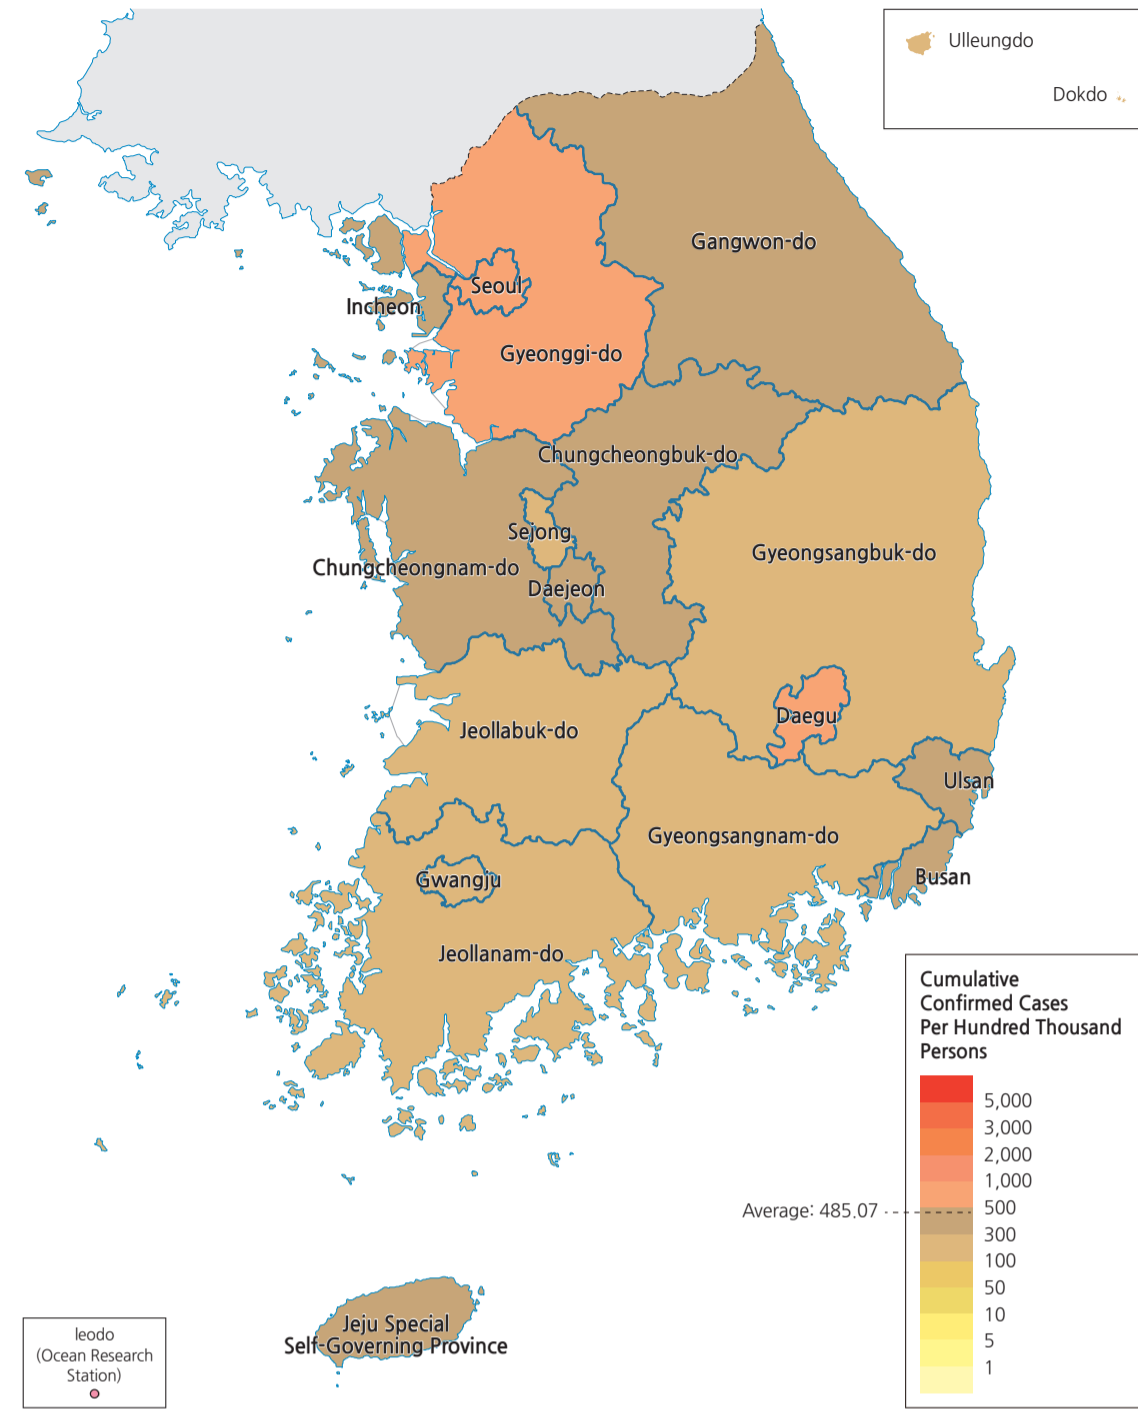 Ulleungdo
Dokdo
Gangwon-do
Seoul
Incheon
Gyeonggi-do
Chungcheongbuk-do
Sejong
Gyeongsangbuk-do
Chungcheongnam-do
Daejeon
Daegu
Jeollabuk-do
Ulsan
Gyeongsangnam-do
Busan
Gwangju
Jeollanam-do
Cumulative
Confirmed Cases
Per Hundred Thousand
Persons
5,000
3,000
2,000
1,000
500
Average: 485.07
300
100
50
10
5
1
Jeju Special
Self-Governing Province
Ieodo
(Ocean Research
Station)